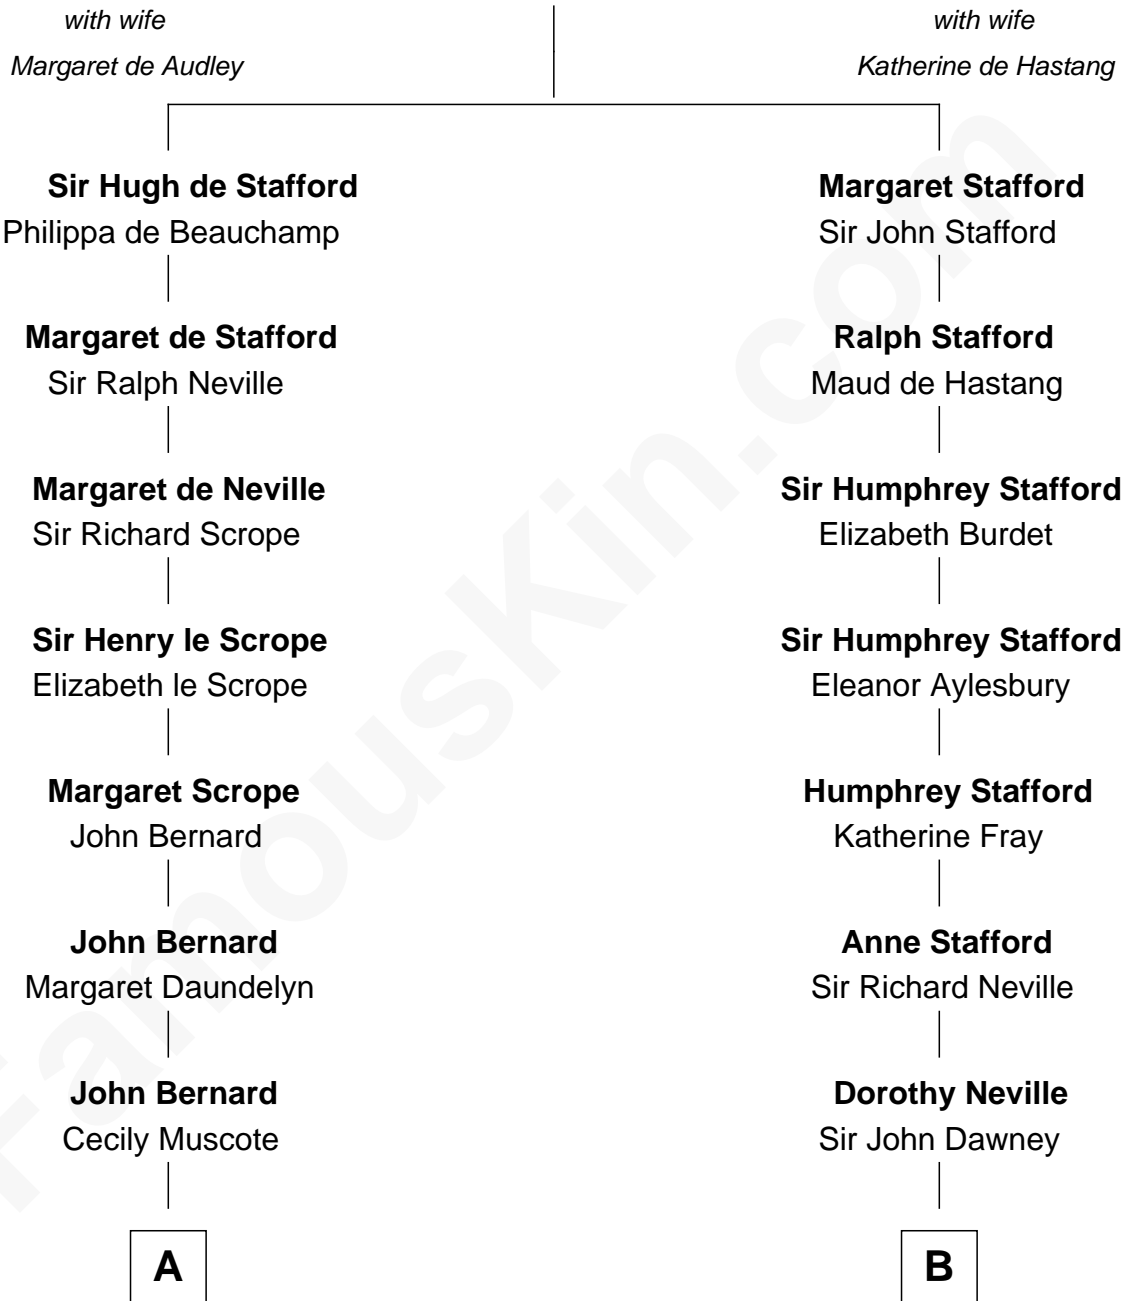 with wife
with wife
Margaret de Audley
Katherine de Hastang
Sir Hugh de Stafford
Margaret Stafford
Philippa de Beauchamp
Sir John Stafford
Margaret de Stafford
Ralph Stafford
Sir Ralph Neville
Maud de Hastang
Margaret de Neville
Sir Humphrey Stafford
Sir Richard Scrope
Elizabeth Burdet
Sir Henry le Scrope
Sir Humphrey Stafford
Elizabeth le Scrope
Eleanor Aylesbury
Margaret Scrope
Humphrey Stafford
John Bernard
Katherine Fray
John Bernard
Anne Stafford
Margaret Daundelyn
Sir Richard Neville
John Bernard
Dorothy Neville
Cecily Muscote
Sir John Dawney
A
B
FamousKin.com